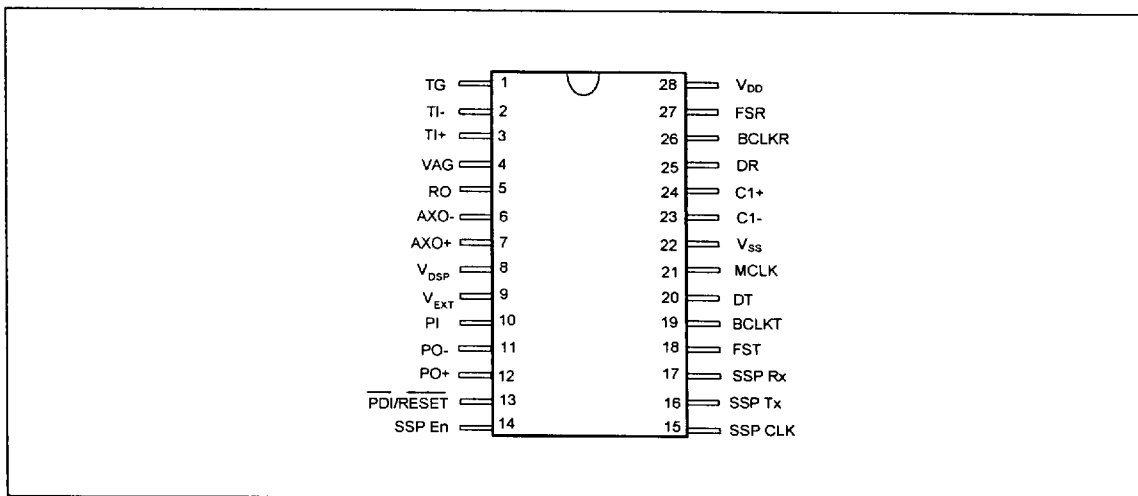 TG 1 28 VDD
TI- 2 27 FSR
TI+ 3 26 BCLKR
VAG 4 25 DR
RO 5 24 C1+
AXO- 6 23 C1-
AXO+ 7 22 VSS
VDSP 8 21 MCLK
VEXT 9 20 DT
PI 10 19 BCLKT
PO- 11 18 FST
PO+ 12 17 SSP Rx
PDI/RESET 13 16 SSP Tx
SSP En 14 15 SSP CLK